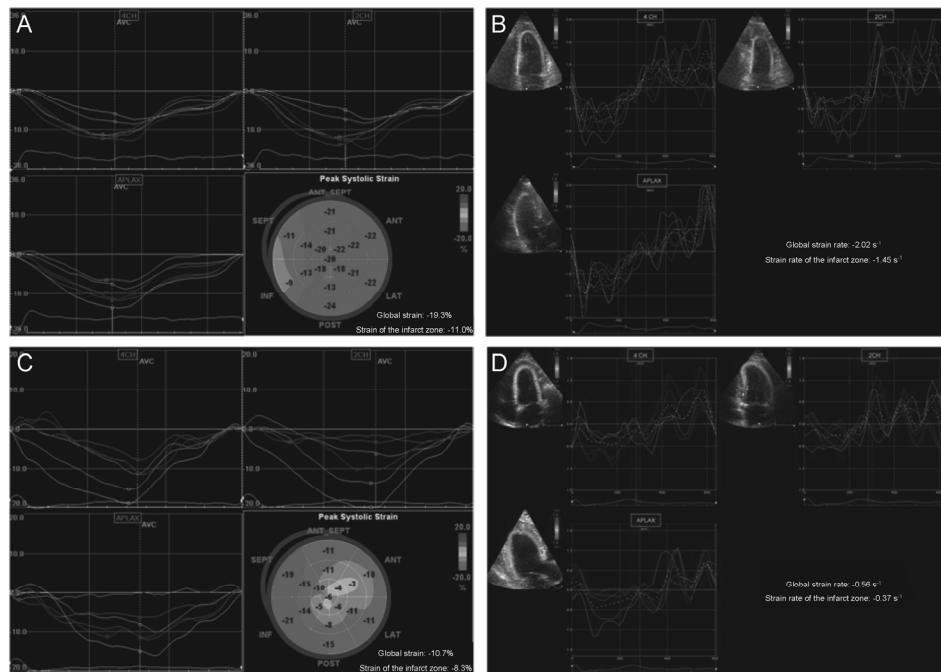 A
4CH
AVC
2CH
AVC
APLAX
AVC
Peak Systolic Strain
ANT_SEPT
SEPT
ANT
INF
LAT
POST
-21
-21
-11
-14
-20
-22
-22
-22
-20
-18
-18
-13
-21
-9
-13
-22
-24
20.0
-20.0
%
Global strain: -19.3%
Strain of the infarct zone: -11.0%
B
4 CH
2CH
APLAX
Global strain rate: -2.02 s⁻¹
Strain rate of the infarct zone: -1.45 s⁻¹
C
4CH
AVC
2CH
AVC
APLAX
AVC
Peak Systolic Strain
ANT_SEPT
SEPT
ANT
INF
LAT
POST
-11
-11
-19
-15
-10
-4
-3
-18
-5
-6
-14
-11
-21
-8
-11
-15
20.0
-20.0
%
Global strain: -10.7%
Strain of the infarct zone: -8.3%
D
4 CH
2CH
APLAX
Global strain rate: -0.56 s⁻¹
Strain rate of the infarct zone: -0.37 s⁻¹